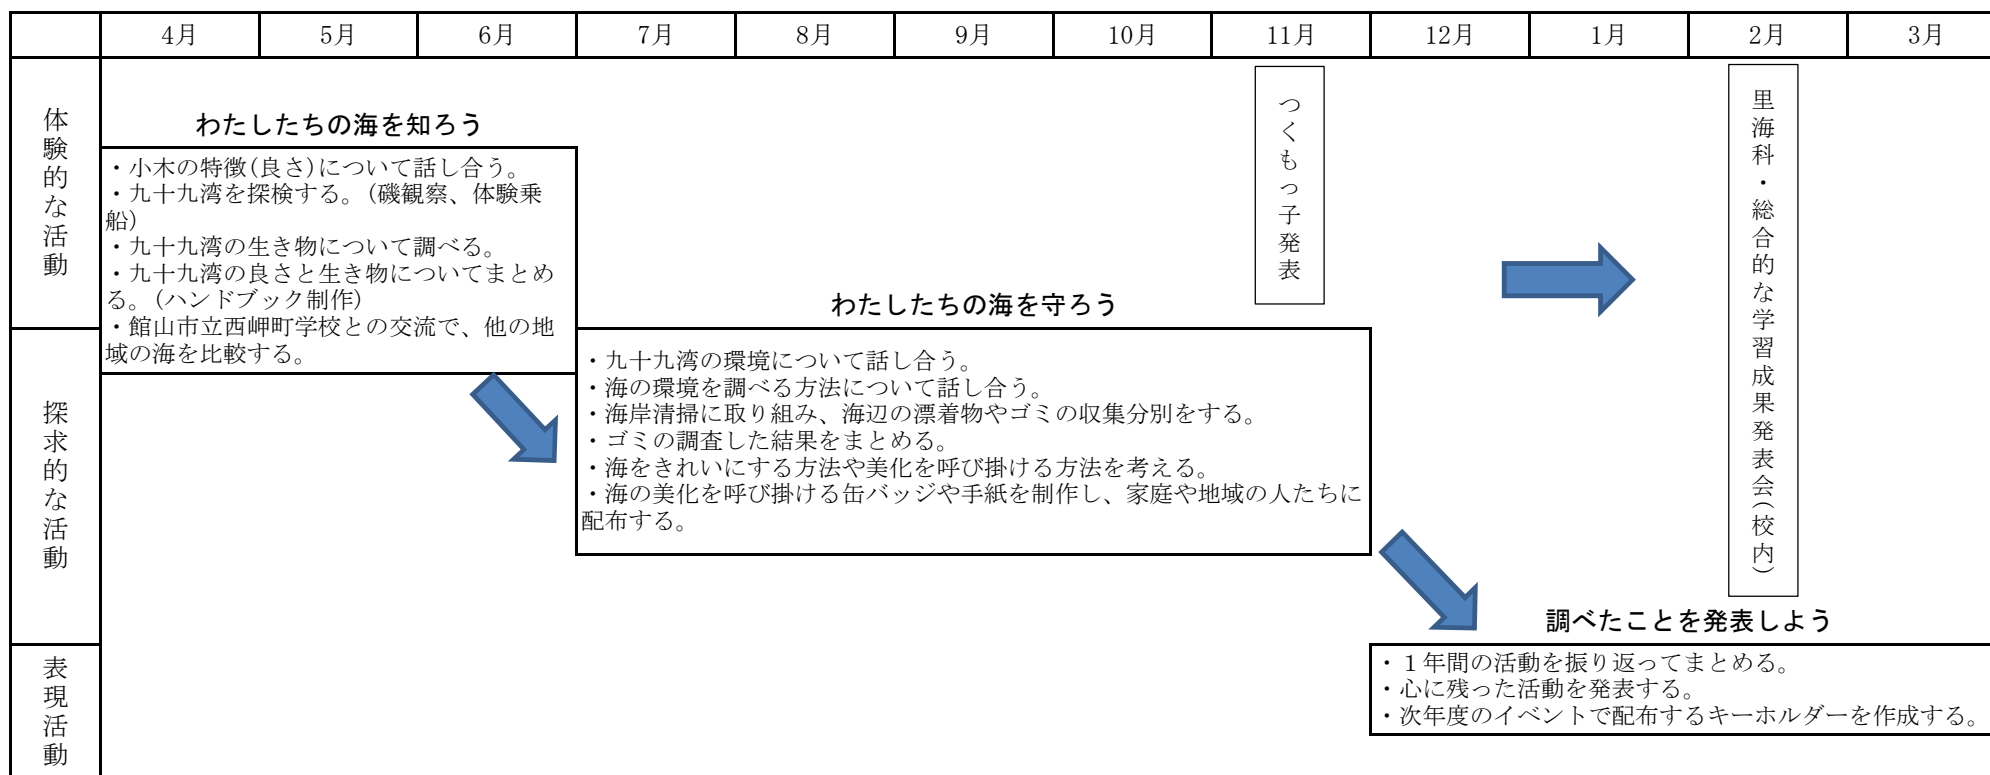 4月 5月 6月 7月 8月 9月 10月 11月 12月 1月 2月 3月
体験的な活動
わたしたちの海を知ろう
・小木の特徴(良さ)について話し合う。
・九十九湾を探検する。(磯観察、体験乗
船)
・九十九湾の生き物について調べる。
・九十九湾の良さと生き物についてまとめ
る。(ハンドブック制作)
・館山市立西岬町学校との交流で、他の地
域の海を比較する。
つくもっ子発表
里海科・総合的な学習成果発表会(校内)
探求的な活動
わたしたちの海を守ろう
・九十九湾の環境について話し合う。
・海の環境を調べる方法について話し合う。
・海岸清掃に取り組み、海辺の漂着物やゴミの収集分別をする。
・ゴミの調査した結果をまとめる。
・海をきれいにする方法や美化を呼び掛ける方法を考える。
・海の美化を呼び掛ける缶バッジや手紙を制作し、家庭や地域の人たちに
配布する。
表現活動
調べたことを発表しよう
・1年間の活動を振り返ってまとめる。
・心に残った活動を発表する。
・次年度のイベントで配布するキーホルダーを作成する。